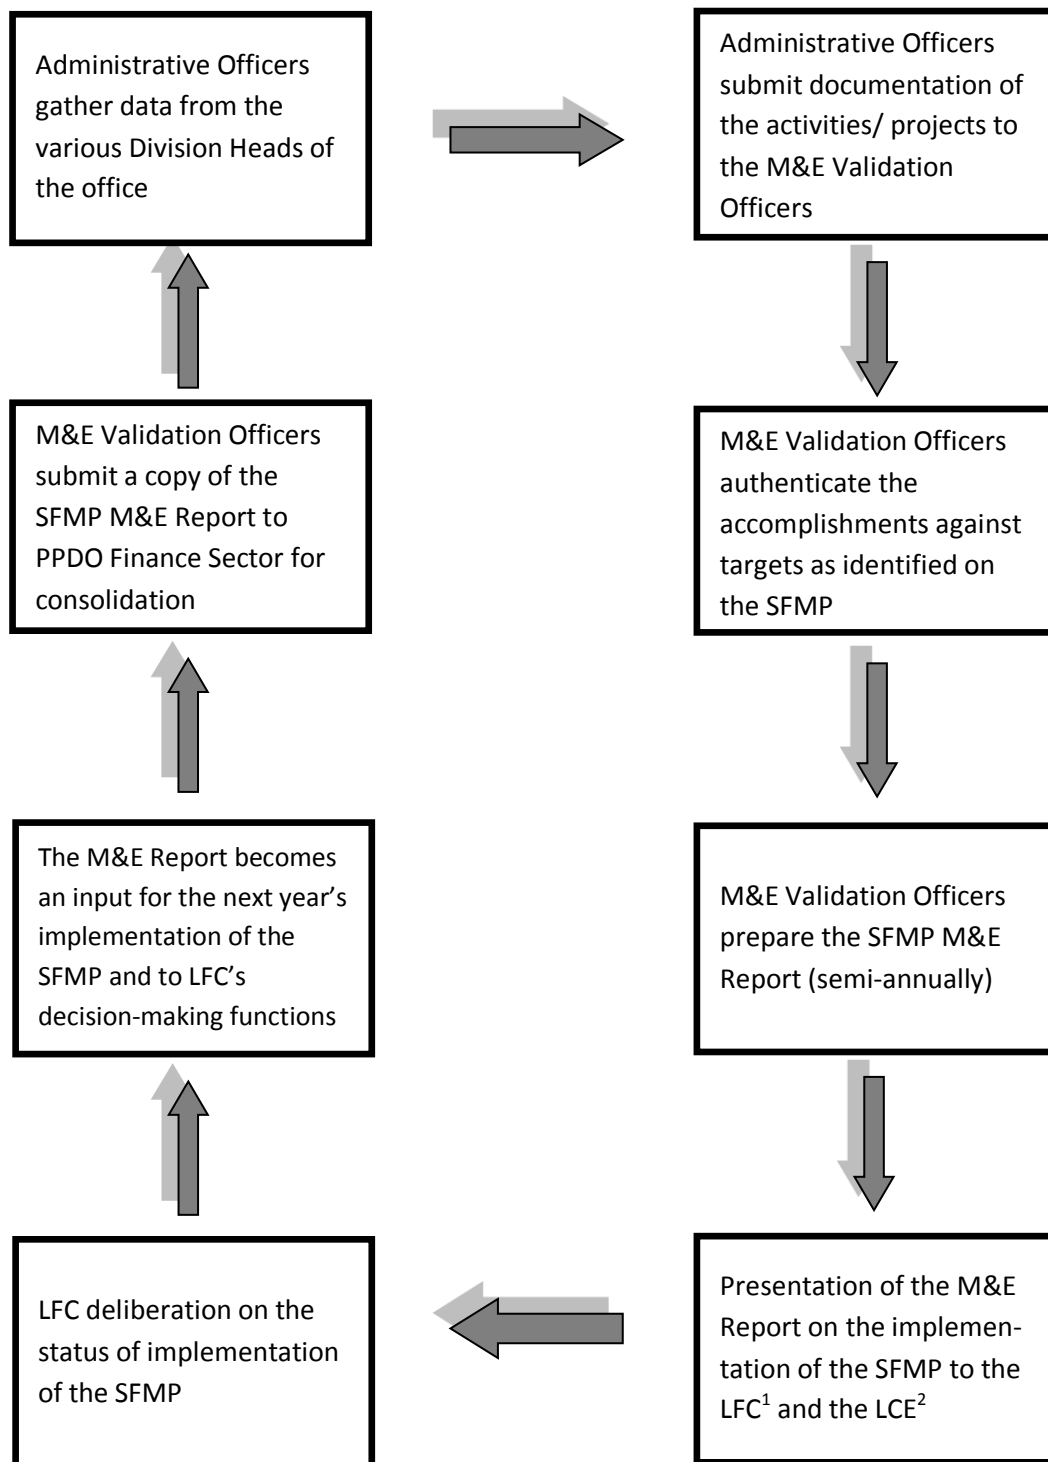 Administrative Officers
gather data from the
various Division Heads of
the office
Administrative Officers
submit documentation of
the activities/ projects to
the M&E Validation
Officers
M&E Validation Officers
authenticate the
accomplishments against
targets as identified on
the SFMP
M&E Validation Officers
prepare the SFMP M&E
Report (semi-annually)
Presentation of the M&E
Report on the implemen-
tation of the SFMP to the
LFC¹ and the LCE²
LFC deliberation on the
status of implementation
of the SFMP
The M&E Report becomes
an input for the next year’s
implementation of the
SFMP and to LFC’s
decision-making functions
M&E Validation Officers
submit a copy of the
SFMP M&E Report to
PPDO Finance Sector for
consolidation